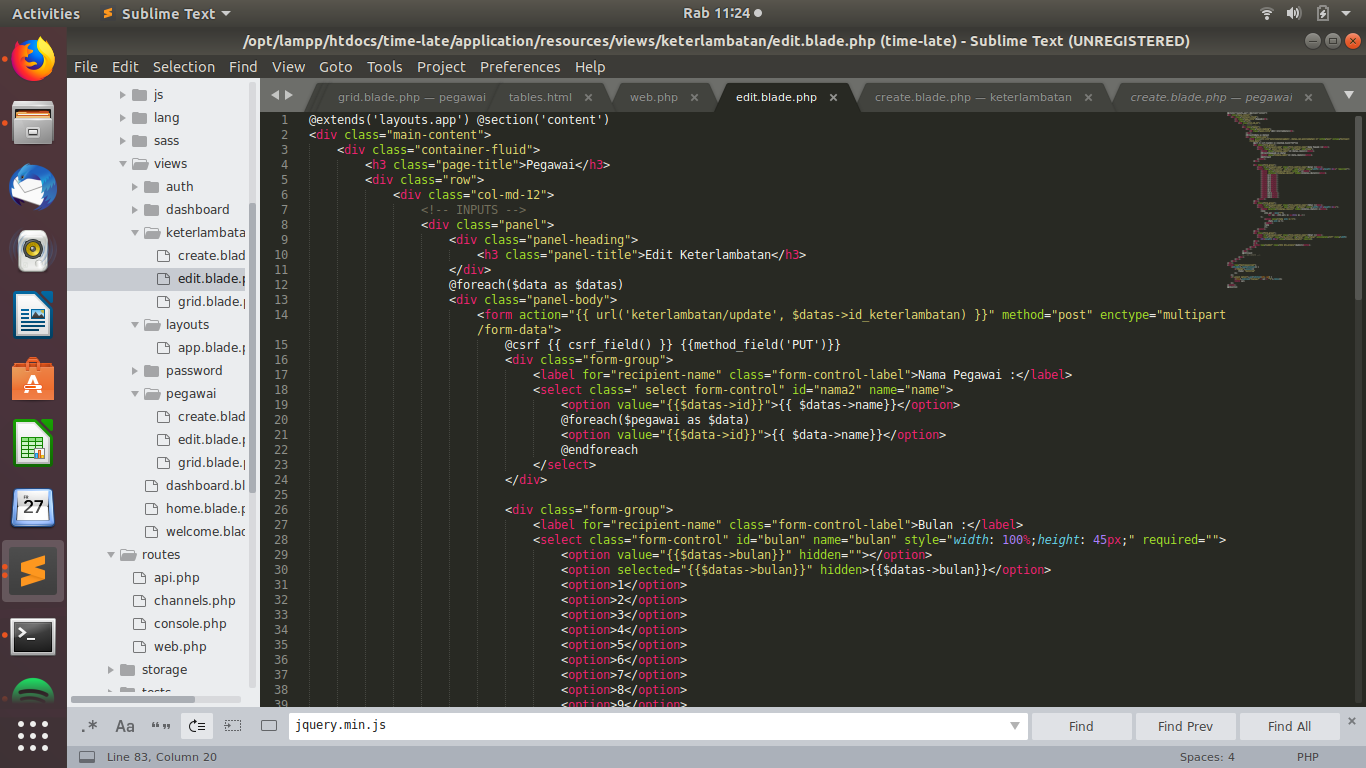 Activities
Sublime Text
Rab 11:24
/opt/lampp/htdocs/time-late/application/resources/views/keterlambatan/edit.blade.php (time-late) - Sublime Text (UNREGISTERED)
File Edit Selection Find View Goto Tools Project Preferences Help
js
lang
sass
views
auth
dashboard
keterlambata
create.blad
edit.blade.p
grid.blade.p
layouts
app.blade.p
password
pegawai
create.blad
edit.blade.p
grid.blade.p
dashboard.bl
home.blade.p
welcome.blad
routes
api.php
channels.php
console.php
web.php
storage
tests
27
grid.blade.php — pegawai
tables.html ×
web.php ×
edit.blade.php ×
create.blade.php — keterlambatan ×
create.blade.php — pegawai ×
1 @extends('layouts.app') @section('content')
2 <div class="main-content">
3 <div class="container-fluid">
4 <h3 class="page-title">Pegawai</h3>
5 <div class="row">
6 <div class="col-md-12">
7 <!-- INPUTS -->
8 <div class="panel">
9 <div class="panel-heading">
10 <h3 class="panel-title">Edit Keterlambatan</h3>
11 </div>
12 @foreach($data as $datas)
13 <div class="panel-body">
14 <form action="{{ url('keterlambatan/update', $datas->id_keterlambatan) }}" method="post" enctype="multipart
/form-data">
15 @csrf {{ csrf_field() }} {{method_field('PUT')}}
16 <div class="form-group">
17 <label for="recipient-name" class="form-control-label">Nama Pegawai :</label>
18 <select class=" select form-control" id="nama2" name="name">
19 <option value="{{$datas->id}}">{{ $datas->name}}</option>
20 @foreach($pegawai as $data)
21 <option value="{{$data->id}}">{{ $data->name}}</option>
22 @endforeach
23 </select>
24 </div>
25
26 <div class="form-group">
27 <label for="recipient-name" class="form-control-label">Bulan :</label>
28 <select class="form-control" id="bulan" name="bulan" style="width: 100%;height: 45px;" required="">
29 <option value="{{$datas->bulan}}" hidden=""></option>
30 <option selected="{{$datas->bulan}}" hidden>{{$datas->bulan}}</option>
31 <option>1</option>
32 <option>2</option>
33 <option>3</option>
34 <option>4</option>
35 <option>5</option>
36 <option>6</option>
37 <option>7</option>
38 <option>8</option>
39 <option>9</option>
.* Aa “” jquery.min.js Find Find Prev Find All ×
Line 83, Column 20 Spaces: 4 PHP